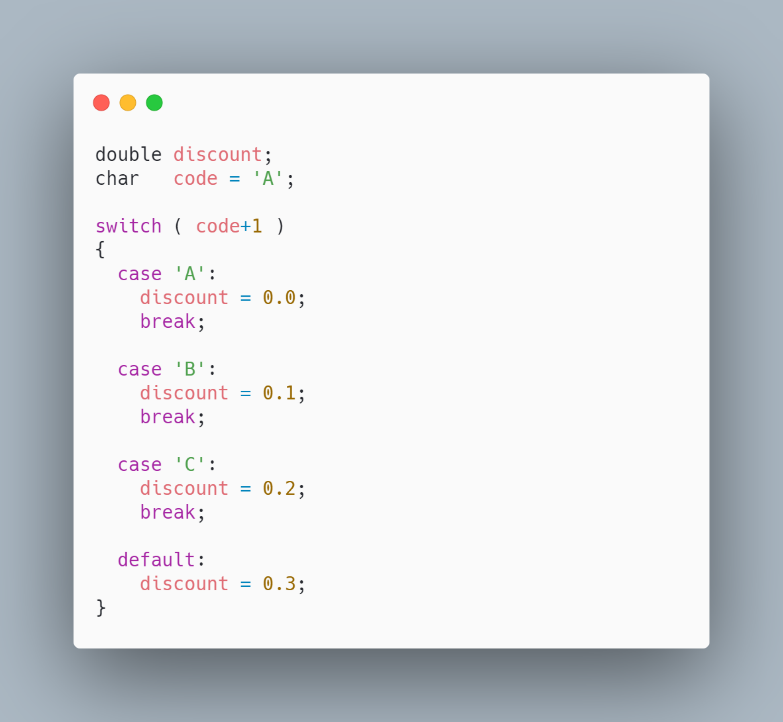 double discount;
char   code = 'A';
switch ( code+1 )
{
  case 'A':
    discount = 0.0;
    break;
  case 'B':
    discount = 0.1;
    break;
  case 'C':
    discount = 0.2;
    break;
  default:
    discount = 0.3;
}